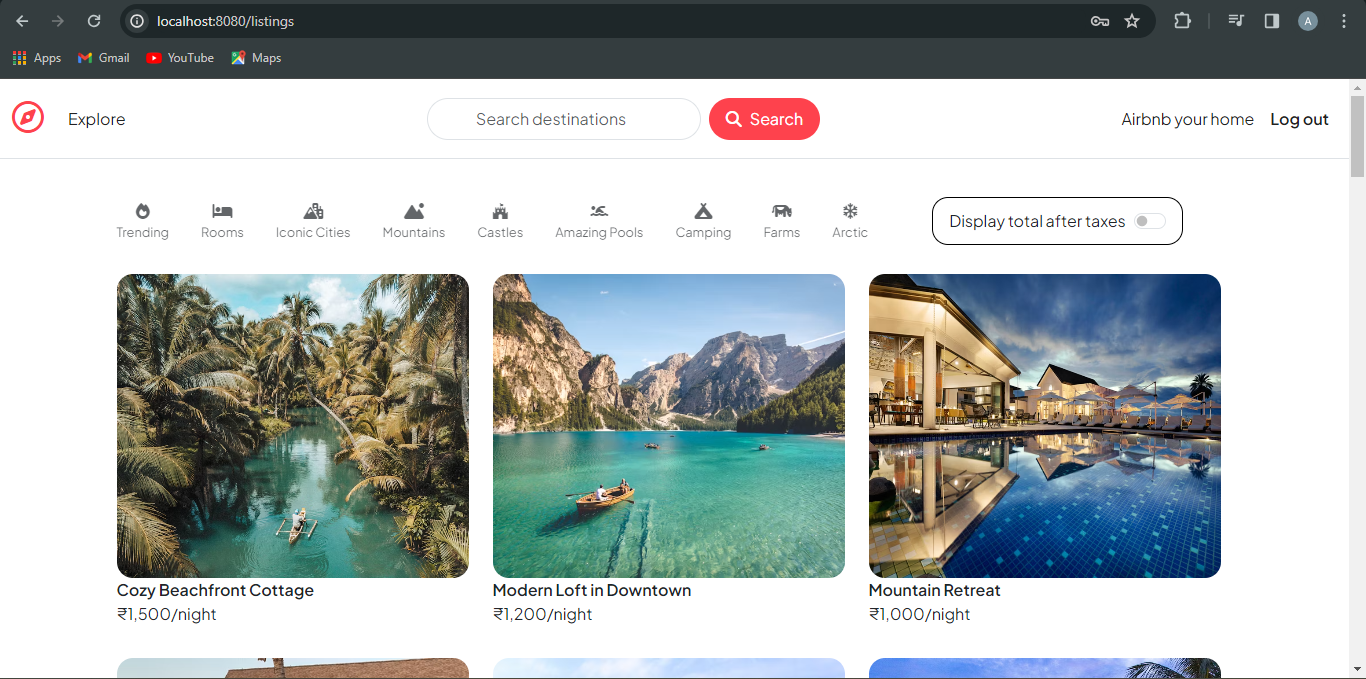 localhost:8080/listings
A
Apps Gmail YouTube Maps
Explore Search destinations Search Airbnb your home Log out
Trending Rooms Iconic Cities Mountains Castles Amazing Pools Camping Farms Arctic Display total after taxes
Cozy Beachfront Cottage Modern Loft in Downtown Mountain Retreat
₹1,500/night ₹1,200/night ₹1,000/night